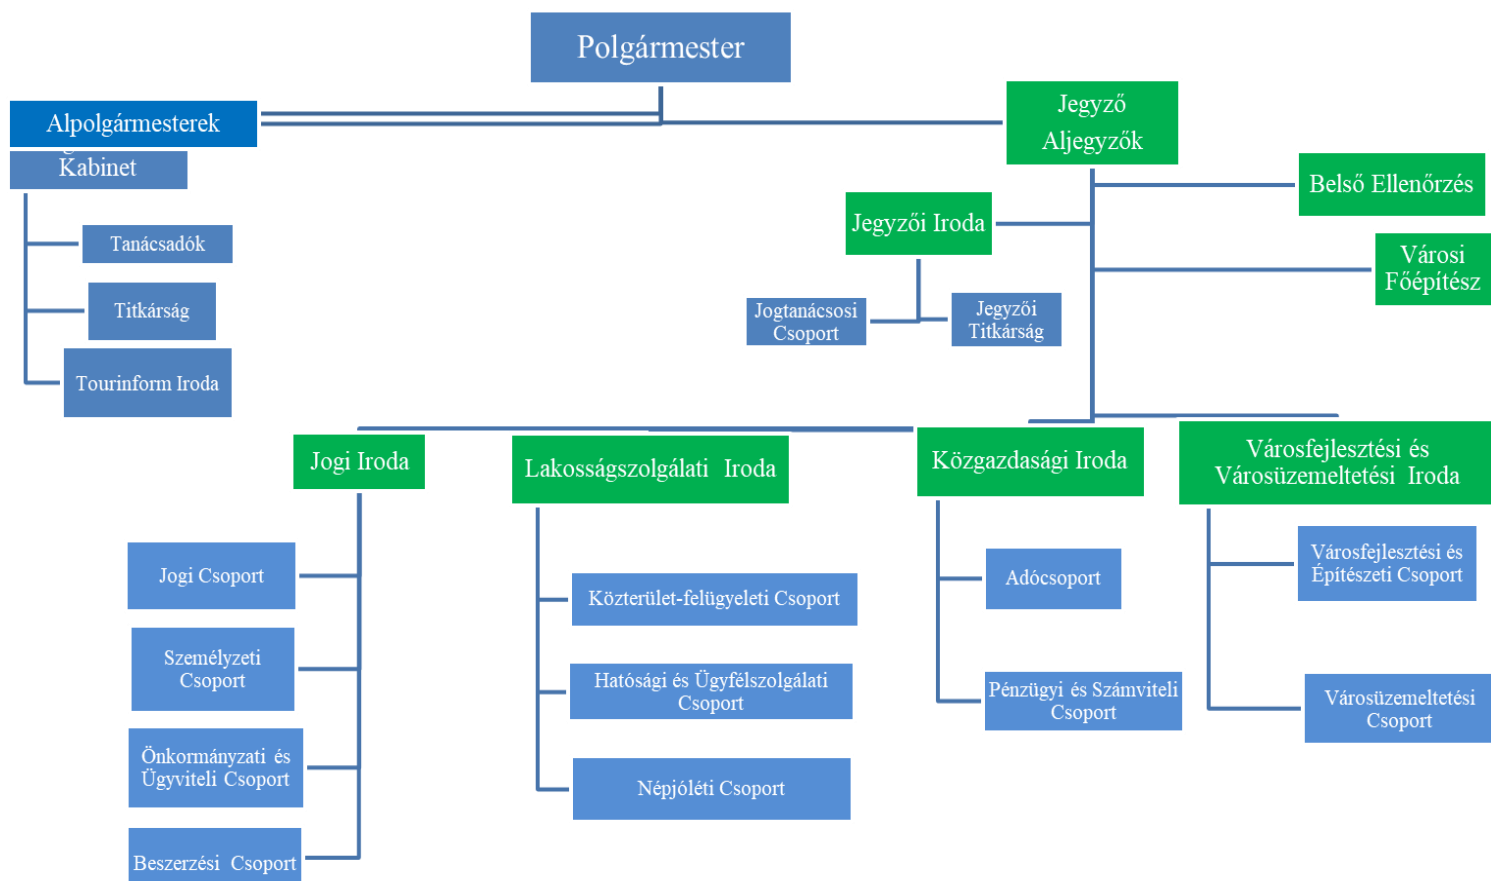 Polgármester
Alpolgármesterek
Kabinet
Tanácsadók
Titkárság
Tourinform Iroda
Jegyző
Aljegyzők
Belső Ellenőrzés
Városi
Főépítész
Jegyzői Iroda
Jogtanácsosi
Csoport
Jegyzői
Titkárság
Jogi Iroda
Lakosságszolgálati Iroda
Közgazdasági Iroda
Városfejlesztési és
Városüzemeltetési Iroda
Jogi Csoport
Személyzeti
Csoport
Önkormányzati és
Ügyviteli Csoport
Beszerzési Csoport
Közterület-felügyeleti Csoport
Hatósági és Ügyfélszolgálati
Csoport
Népjóléti Csoport
Adócsoport
Pénzügyi és Számviteli
Csoport
Városfejlesztési és
Építészeti Csoport
Városüzemeltetési
Csoport